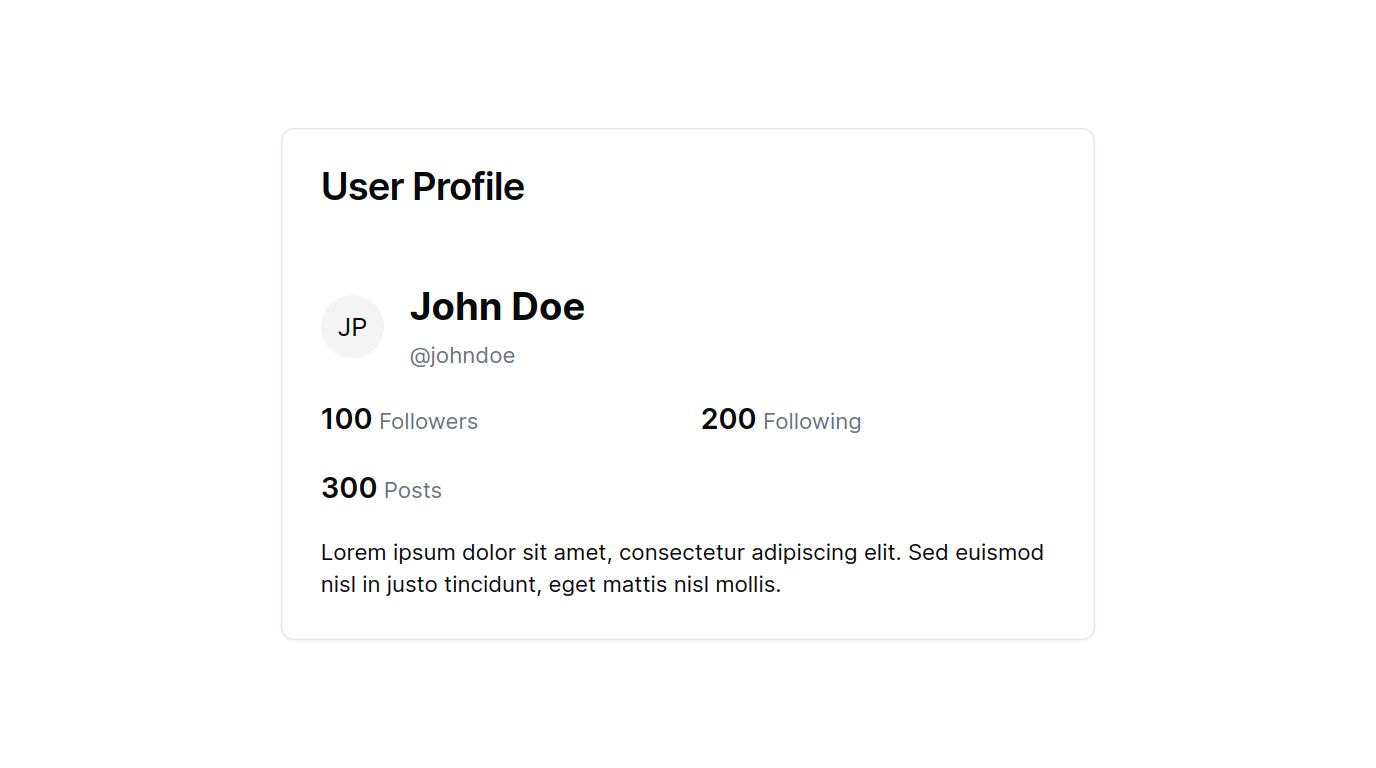 User Profile
JP
John Doe
@johndoe
100 Followers
200 Following
300 Posts
Lorem ipsum dolor sit amet, consectetur adipiscing elit. Sed euismod
nisl in justo tincidunt, eget mattis nisl mollis.